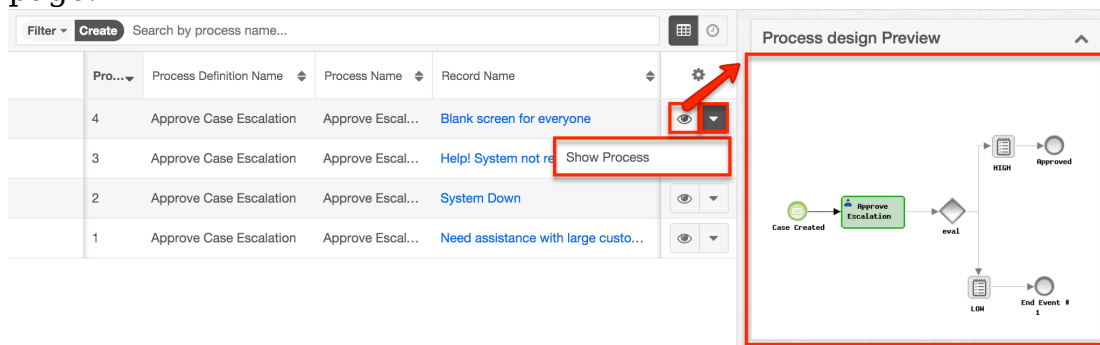 page.
Filter Create Search by process name...
Process design Preview
Pro... Process Definition Name Process Name Record Name
4 Approve Case Escalation Approve Escal... Blank screen for everyone
3 Approve Case Escalation Approve Escal... Help! System not re
Show Process
2 Approve Case Escalation Approve Escal... System Down
1 Approve Case Escalation Approve Escal... Need assistance with large custo...
HIGH
Approved
Approve
Escalation
Case Created
eval
LOW
End Event #
1